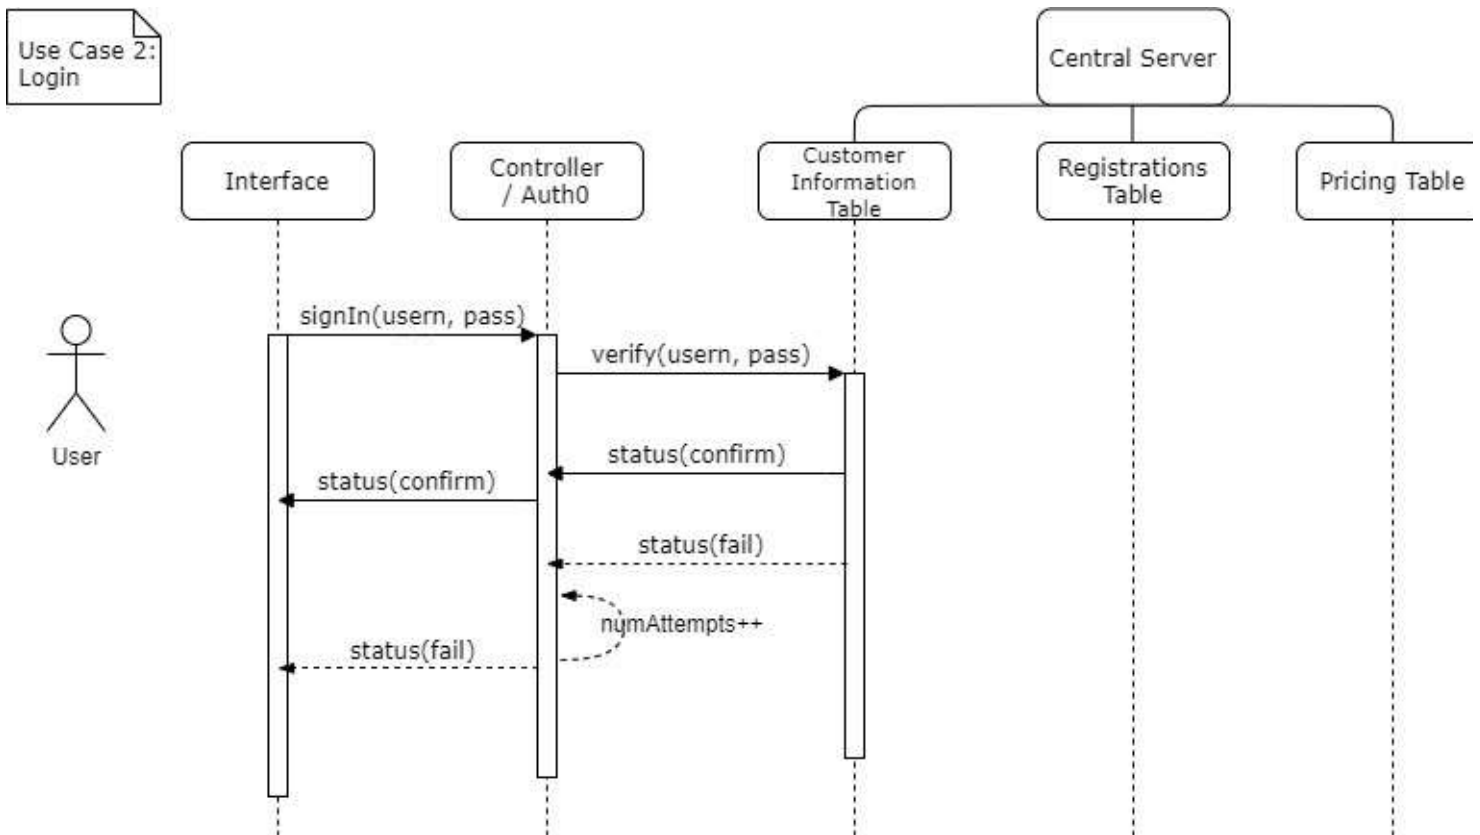 Use Case 2:
Login
Central Server
Interface
Controller
/ Auth0
Customer
Information
Table
Registrations
Table
Pricing Table
signIn(usern, pass)
verify(usern, pass)
User
status(confirm)
status(confirm)
status(fail)
numAttempts++
status(fail)